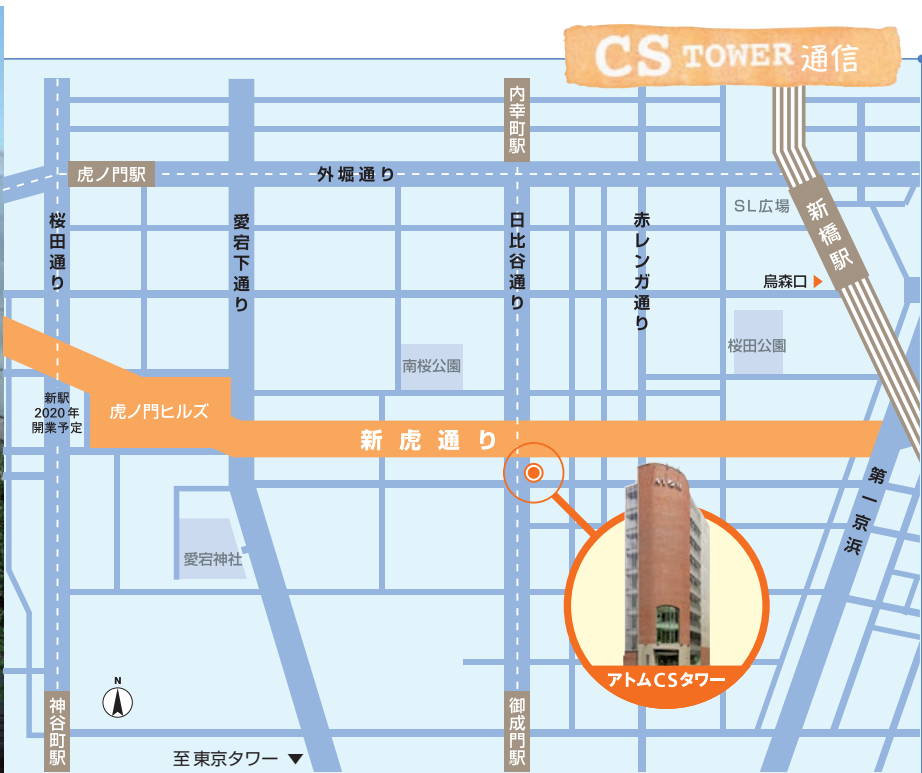 CS TOWER 通信
内幸町駅
虎ノ門駅
外堀通り
桜田通り
愛宕下通り
日比谷通り
赤レンガ通り
SL広場
新橋駅
烏森口
桜田公園
南桜公園
新駅
2020年
開業予定
虎ノ門ヒルズ
新虎通り
第一京浜
愛宕神社
アトムCSタワー
N
神谷町駅
御成門駅
至東京タワー ▼